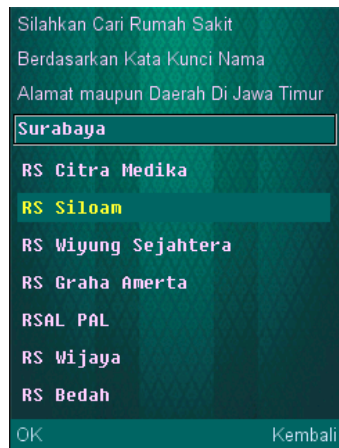 Silahkan Cari Rumah Sakit
Berdasarkan Kata Kunci Nama
Alamat maupun Daerah Di Jawa Timur
Surabaya
RS Citra Medika
RS Siloam
RS Wiyung Sejahtera
RS Graha Amerta
RSAL PAL
RS Wijaya
RS Bedah
OK Kembali